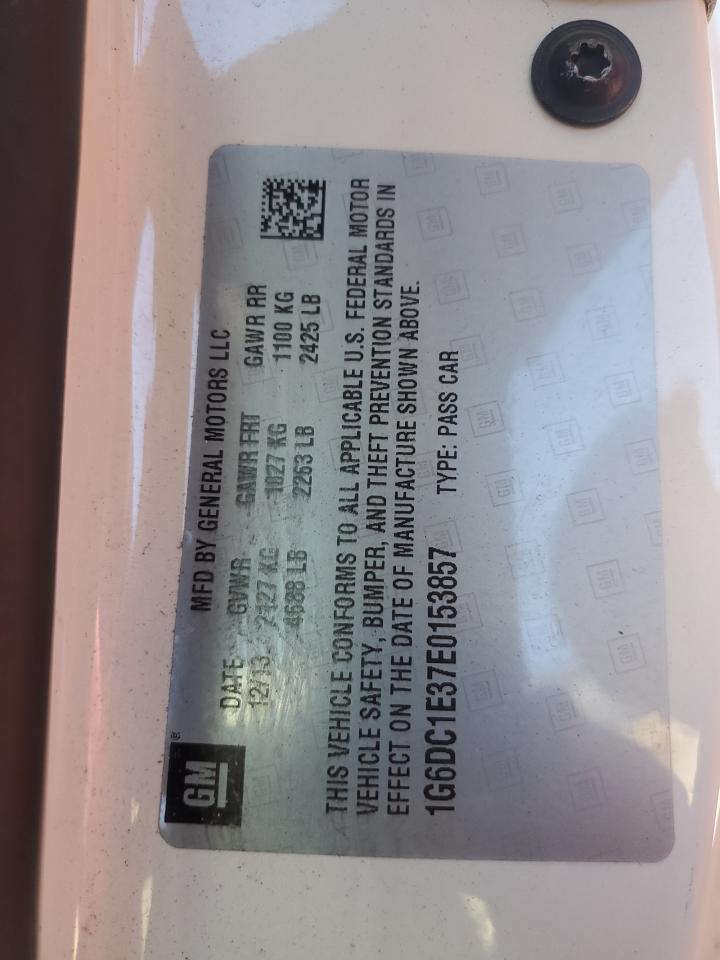 GM®
MFD BY GENERAL MOTORS LLC
DATE GVWR GAWR FRT GAWR RR
12/13 2127 KG 1027 KG 1100 KG
4688 LB 2263 LB 2425 LB
THIS VEHICLE CONFORMS TO ALL APPLICABLE U.S. FEDERAL MOTOR
VEHICLE SAFETY, BUMPER, AND THEFT PREVENTION STANDARDS IN
EFFECT ON THE DATE OF MANUFACTURE SHOWN ABOVE.
1G6DC1E37E0153857 TYPE: PASS CAR